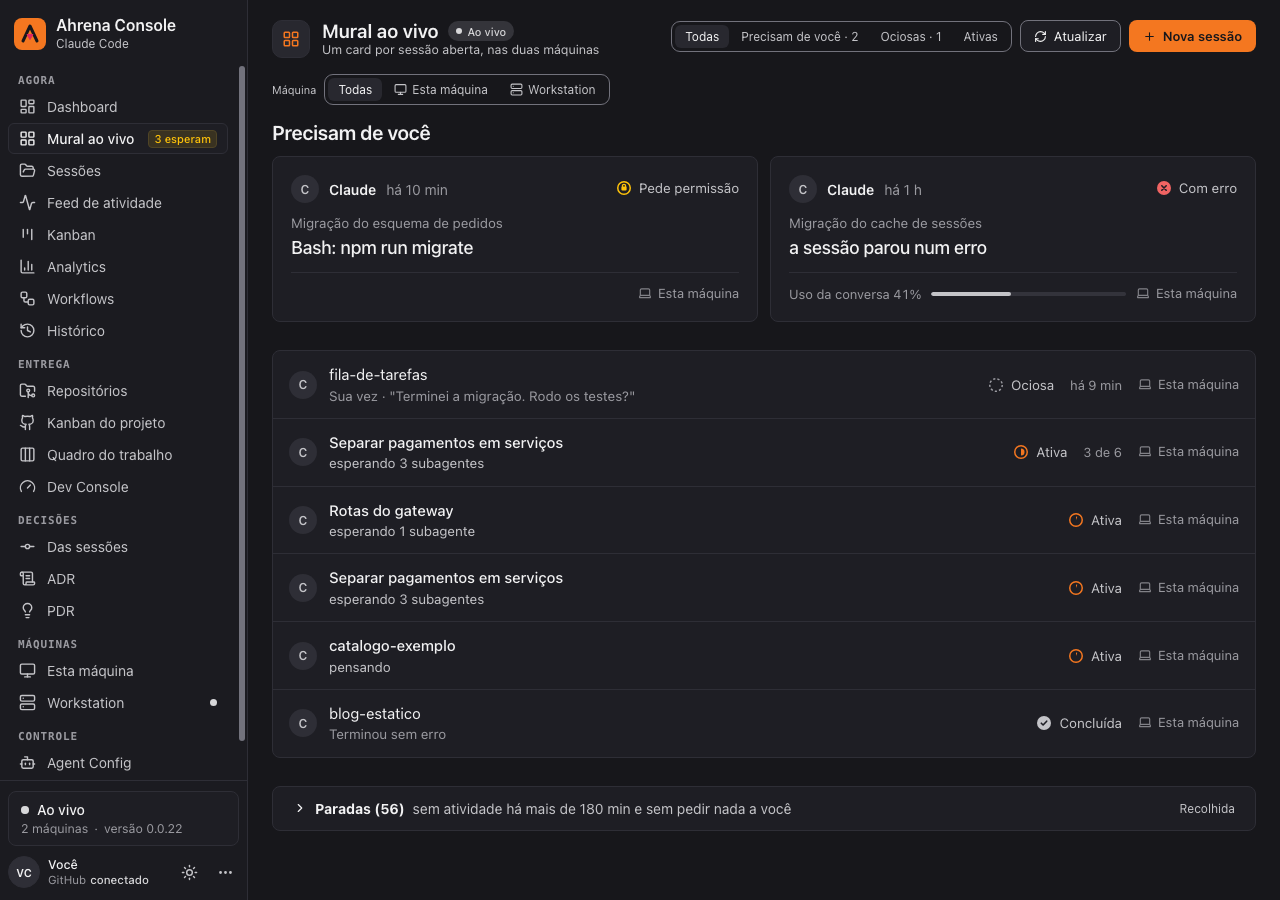 Ahrena Console
Claude Code
AGORA
Dashboard
Mural ao vivo 3 esperam
Sessões
Feed de atividade
Kanban
Analytics
Workflows
Histórico
ENTREGA
Repositórios
Kanban do projeto
Quadro do trabalho
Dev Console
DECISÕES
Das sessões
ADR
PDR
MÁQUINAS
Esta máquina
Workstation
CONTROLE
Agent Config
Ao vivo
2 máquinas · versão 0.0.22
VC
Você
GitHub conectado
Mural ao vivo Ao vivo
Um card por sessão aberta, nas duas máquinas
Todas Precisam de você · 2 Ociosas · 1 Ativas
Atualizar
+ Nova sessão
Máquina Todas Esta máquina Workstation
Precisam de você
C Claude há 10 min Pede permissão
Migração do esquema de pedidos
Bash: npm run migrate
Esta máquina
C Claude há 1 h Com erro
Migração do cache de sessões
a sessão parou num erro
Uso da conversa 41% Esta máquina
C
fila-de-tarefas
Sua vez · "Terminei a migração. Rodo os testes?"
Ociosa há 9 min Esta máquina
C
Separar pagamentos em serviços
esperando 3 subagentes
Ativa 3 de 6 Esta máquina
C
Rotas do gateway
esperando 1 subagente
Ativa Esta máquina
C
Separar pagamentos em serviços
esperando 3 subagentes
Ativa Esta máquina
C
catalogo-exemplo
pensando
Ativa Esta máquina
C
blog-estatico
Terminou sem erro
Concluída Esta máquina
Paradas (56) sem atividade há mais de 180 min e sem pedir nada a você Recolhida